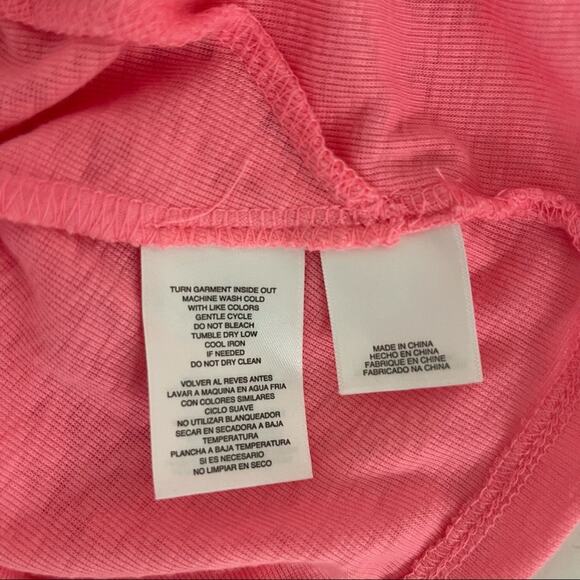 TURN GARMENT INSIDE OUT
MACHINE WASH COLD
WITH LIKE COLORS
GENTLE CYCLE
DO NOT BLEACH
TUMBLE DRY LOW
COOL IRON
IF NEEDED
DO NOT DRY CLEAN
VOLVER AL REVES ANTES
LAVAR A MAQUINA EN AGUA FRIA
CON COLORES SIMILARES
CICLO SUAVE
NO UTILIZAR BLANQUEADOR
SECAR EN SECADORA A BAJA
TEMPERATURA
PLANCHA A BAJA TEMPERATURA
SI ES NECESARIO
NO LIMPIAR EN SECO
MADE IN CHINA
HECHO EN CHINA
FABRIQUE EN CHINE
FABRICADO NA CHINA